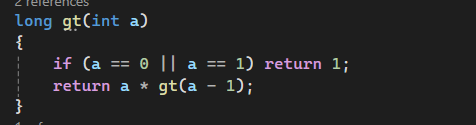 2 references
long gt(int a)
{
if (a == 0 || a == 1) return 1;
return a * gt(a - 1);
}